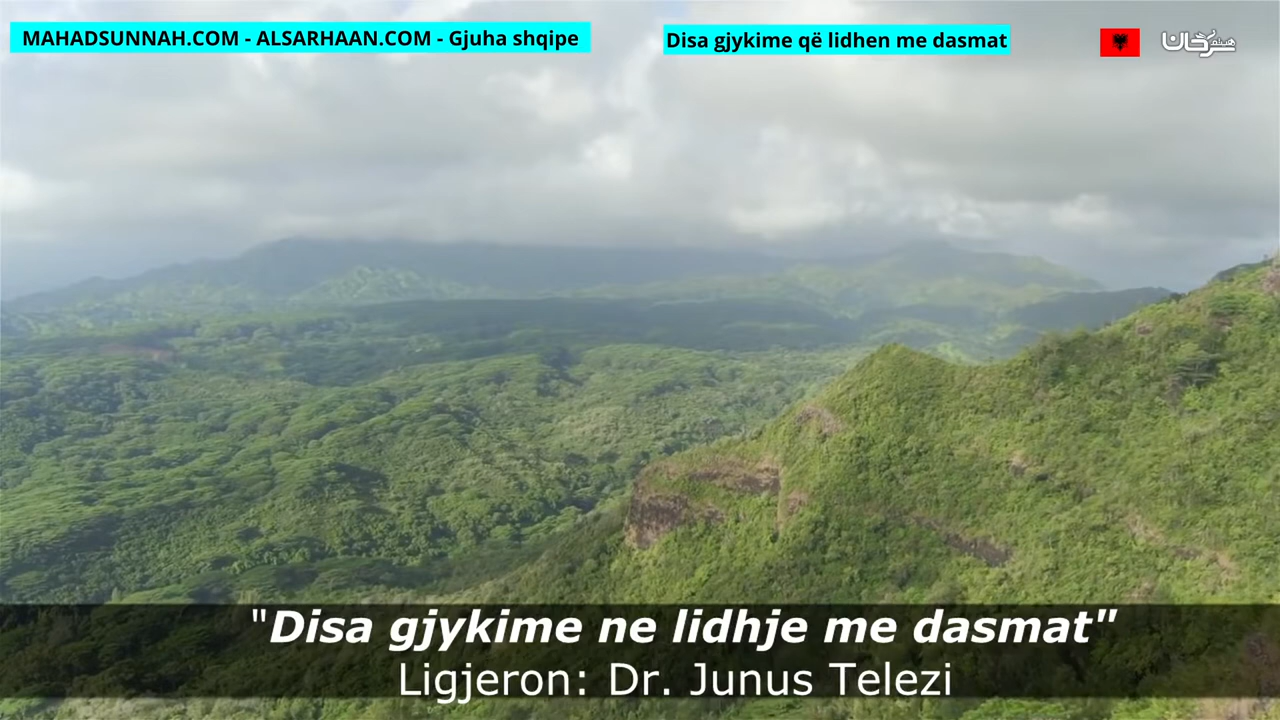 MAHADSUNNAH.COM - ALSARHAAN.COM - Gjuha shqipe
Disa gjykime që lidhen me dasmat
"Disa gjykime ne lidhje me dasmat"
Ligjeron: Dr. Junus Telezi